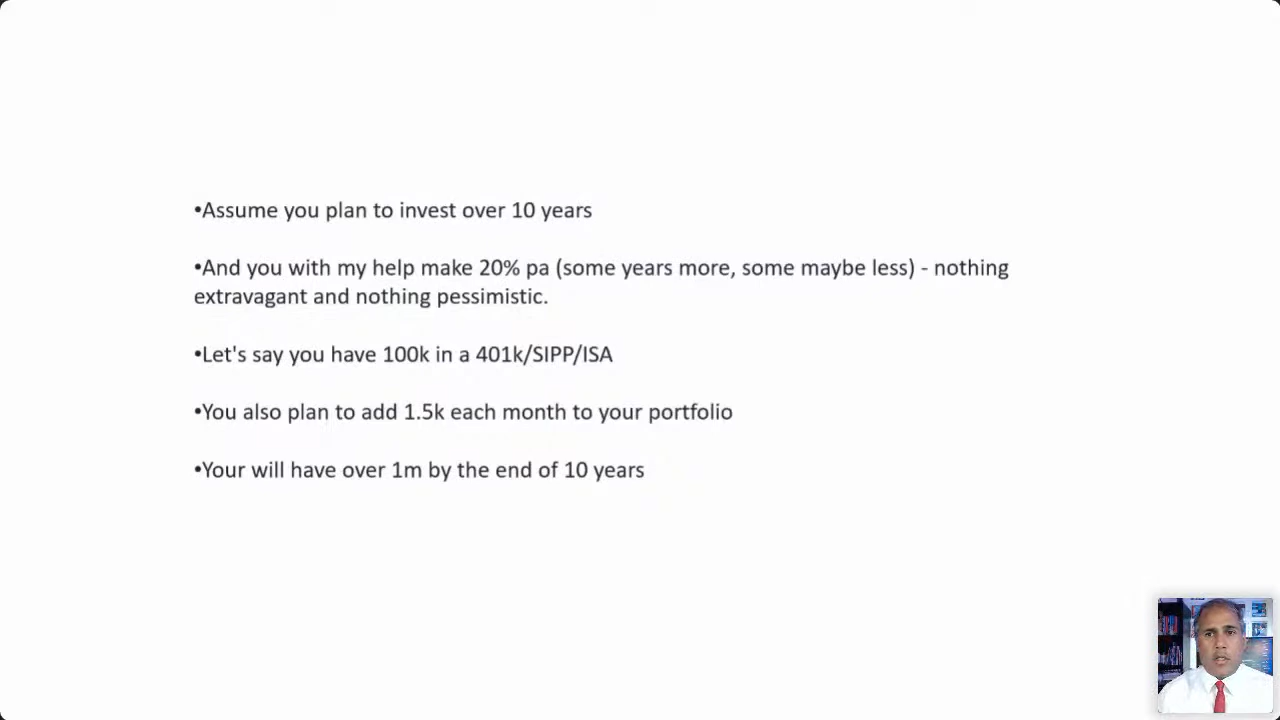 •Assume you plan to invest over 10 years
•And you with my help make 20% pa (some years more, some maybe less) - nothing
extravagant and nothing pessimistic.
•Let's say you have 100k in a 401k/SIPP/ISA
•You also plan to add 1.5k each month to your portfolio
•Your will have over 1m by the end of 10 years